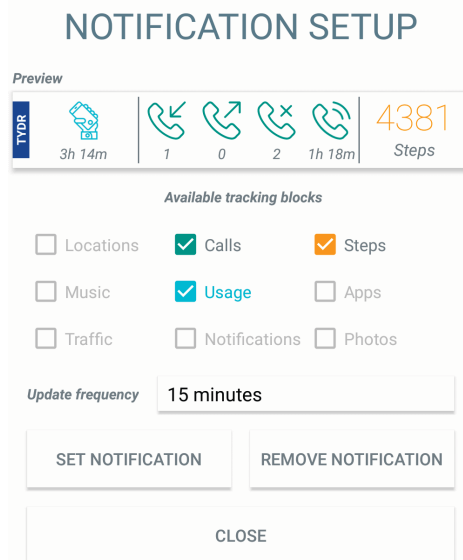 NOTIFICATION SETUP
Preview
TYDR
3h 14m
1
0
2
1h 18m
4381
Steps
Available tracking blocks
Locations
Calls
Steps
Music
Usage
Apps
Traffic
Notifications
Photos
Update frequency
15 minutes
SET NOTIFICATION
REMOVE NOTIFICATION
CLOSE